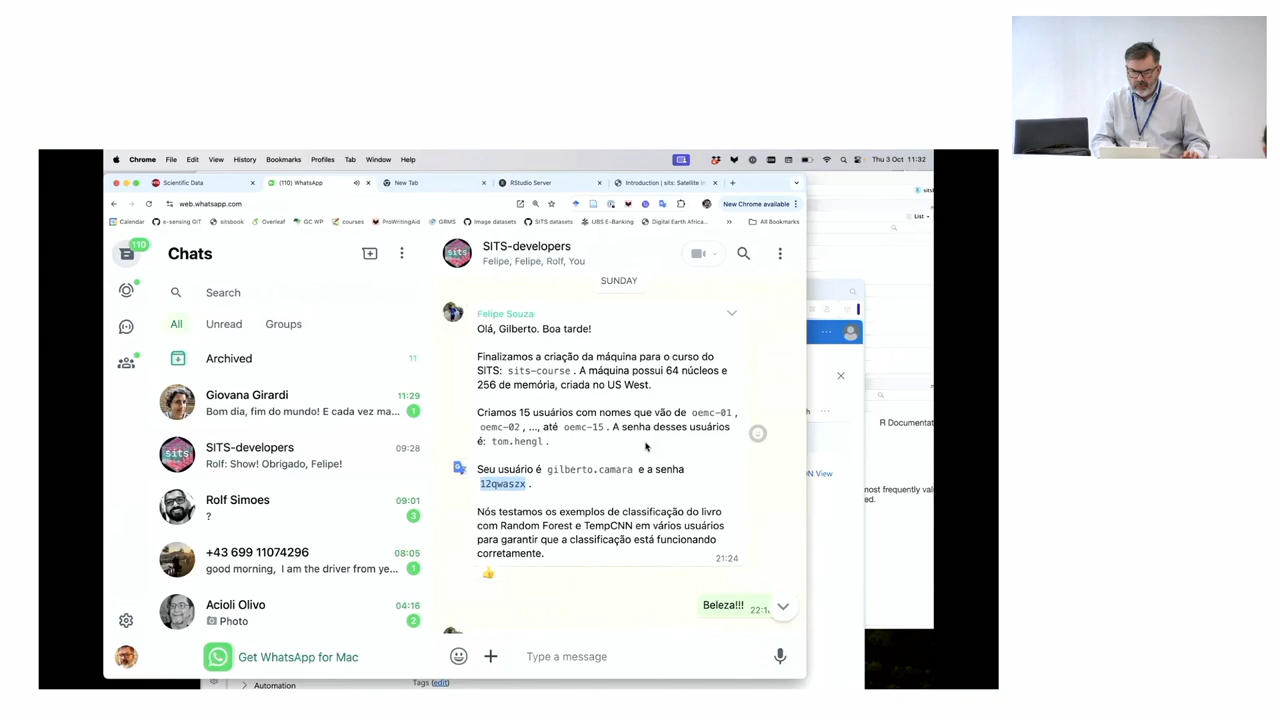 Chrome File Edit View History Bookmarks Profiles Tab Window Help
Thu 3 Oct 11:32
Scientific Data
(110) WhatsApp
New Tab
RStudio Server
Introduction | sits: Satellite I
web.whatsapp.com
New Chrome available
Calendar
e-sensing GIT
sitsbook
Overleaf
GC WP
courses
ProWritingAid
GRMS
Image datasets
SITS datasets
UBS E-Banking
Digital Earth Africa...
All Bookmarks
List
110
Chats
Search
All Unread Groups
Archived 11
Giovana Girardi 11:29
Bom dia, fim do mundo! E cada vez ma... 1
SITS-developers 09:28
Rolf: Show! Obrigado, Felipe!
Rolf Simoes 09:01
? 3
+43 699 11074296 08:05
good morning, I am the driver from ye... 1
Acioli Olivo 04:16
Photo 2
Get WhatsApp for Mac
sits
SITS-developers
Felipe, Felipe, Rolf, You
SUNDAY
Felipe Souza
Olá, Gilberto. Boa tarde!
Finalizamos a criação da máquina para o curso do
SITS: sits-course. A máquina possui 64 núcleos e
256 de memória, criada no US West.
Criamos 15 usuários com nomes que vão de oemc-01,
oemc-02, ..., até oemc-15. A senha desses usuários
é: tom.hengl.
Seu usuário é gilberto.camara e a senha
12qwaszx.
Nós testamos os exemplos de classificação do livro
com Random Forest e TempCNN em vários usuários
para garantir que a classificação está funcionando
corretamente.
21:24
Beleza!!!
Type a message
R Documentat
ON View
nost frequently val
ed.
Automation
Tags (edit)